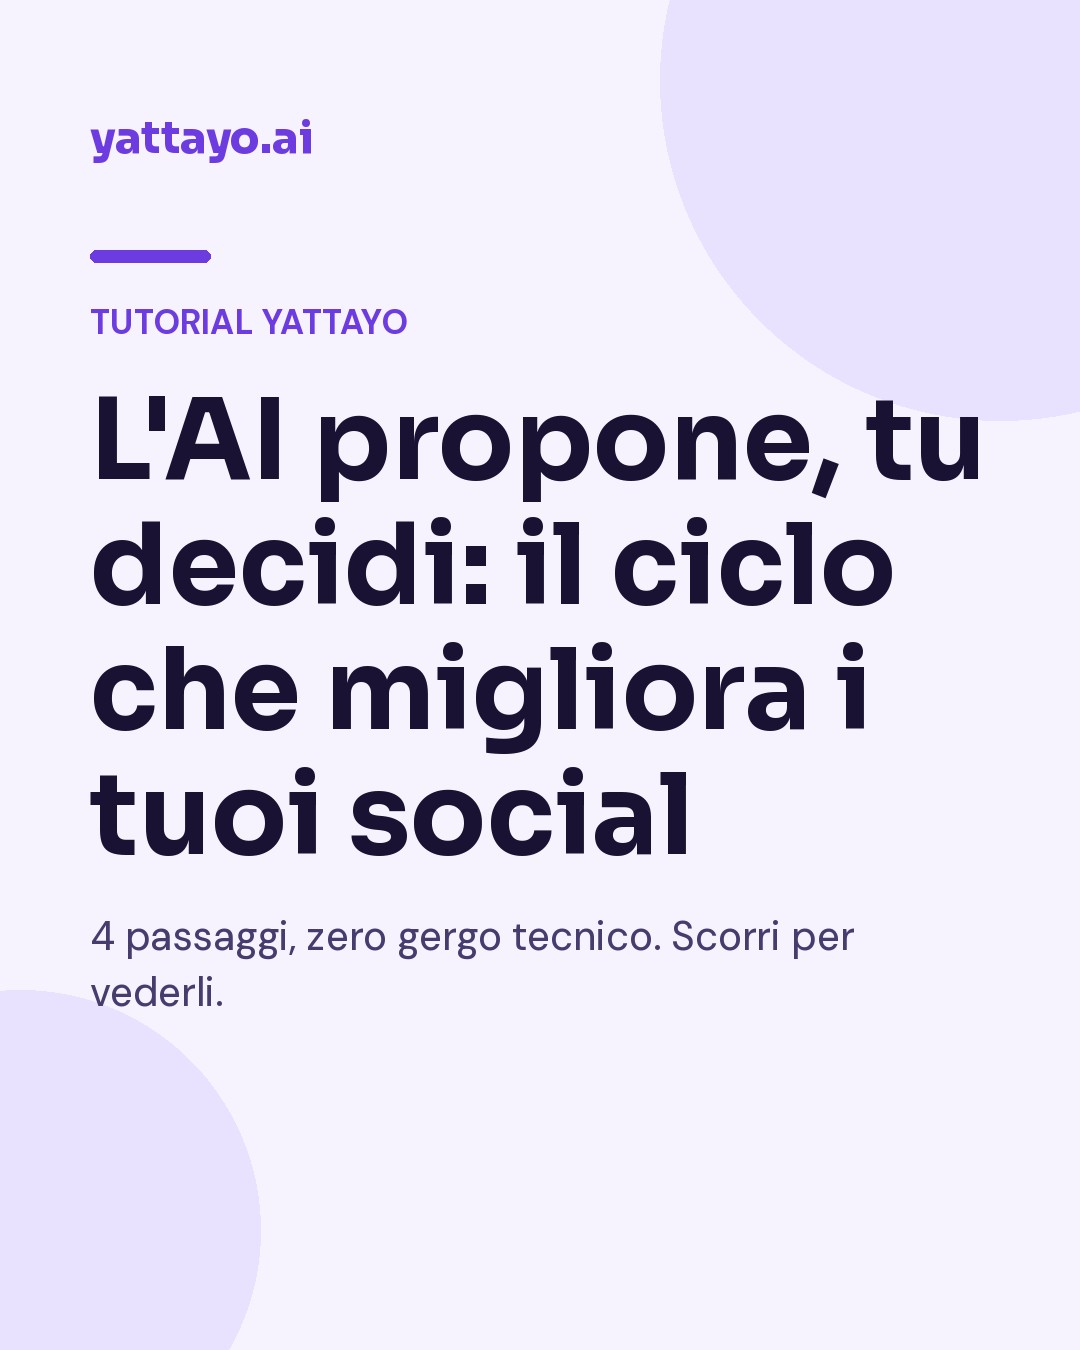 yattayo.ai
TUTORIAL YATTAYO
L'AI propone, tu
decidi: il ciclo
che migliora i
tuoi social
4 passaggi, zero gergo tecnico. Scorri per
vederli.